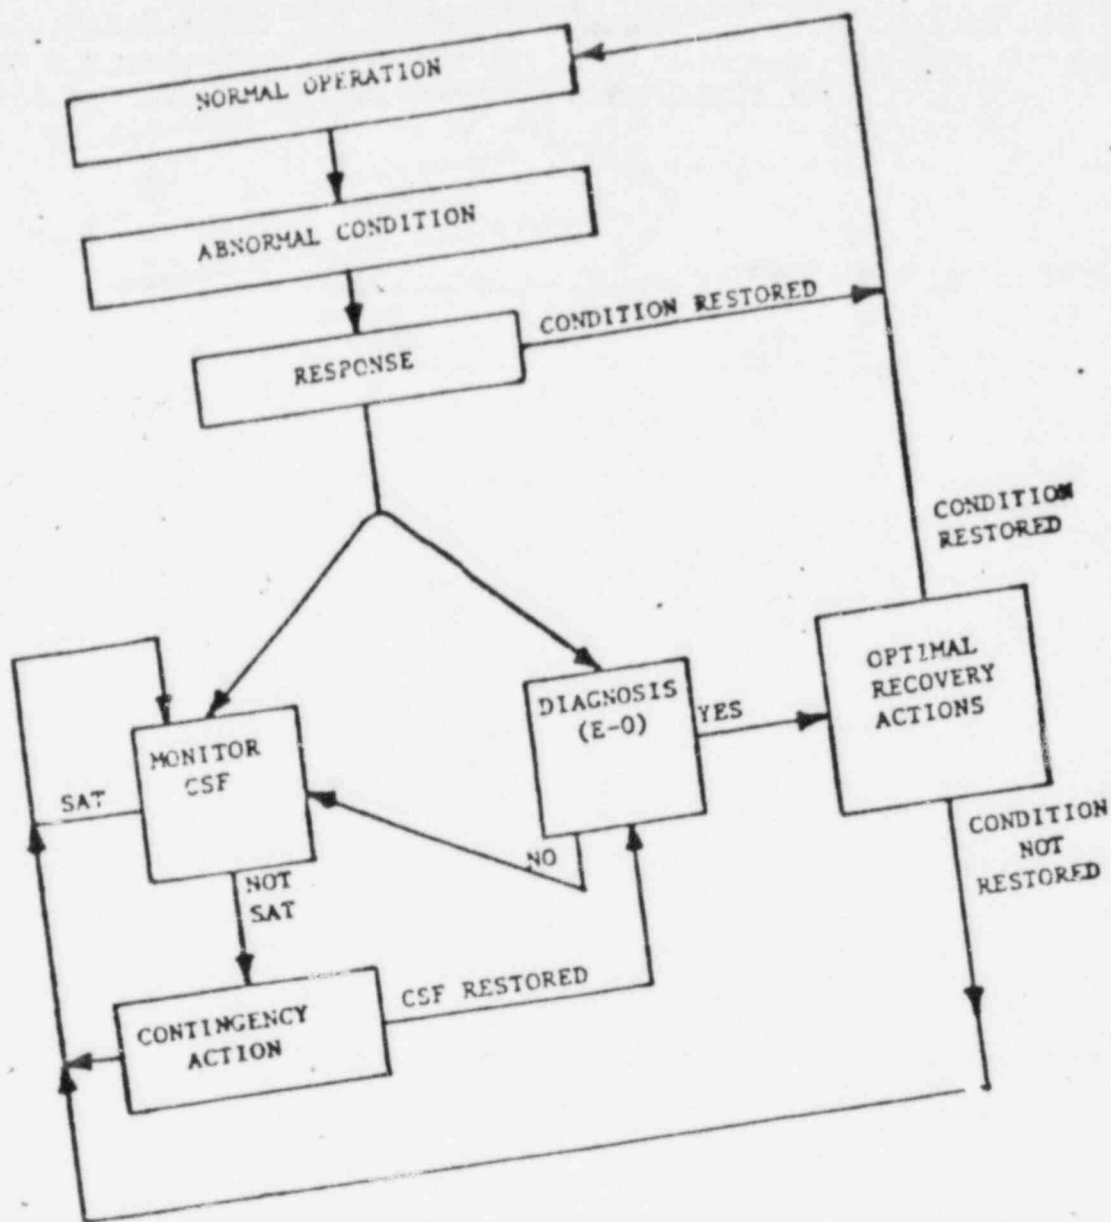 NORMAL OPERATION
ABNORMAL CONDITION
CONDITION RESTORED
RESPONSE
CONDITION
RESTORED
OPTIMAL
RECOVERY
ACTIONS
DIAGNOSIS
(E-0)
YES
MONITOR
CSF
SAT
NO
CONDITION
NOT
RESTORED
NOT
SAT
CSF RESTORED
CONTINGENCY
ACTION